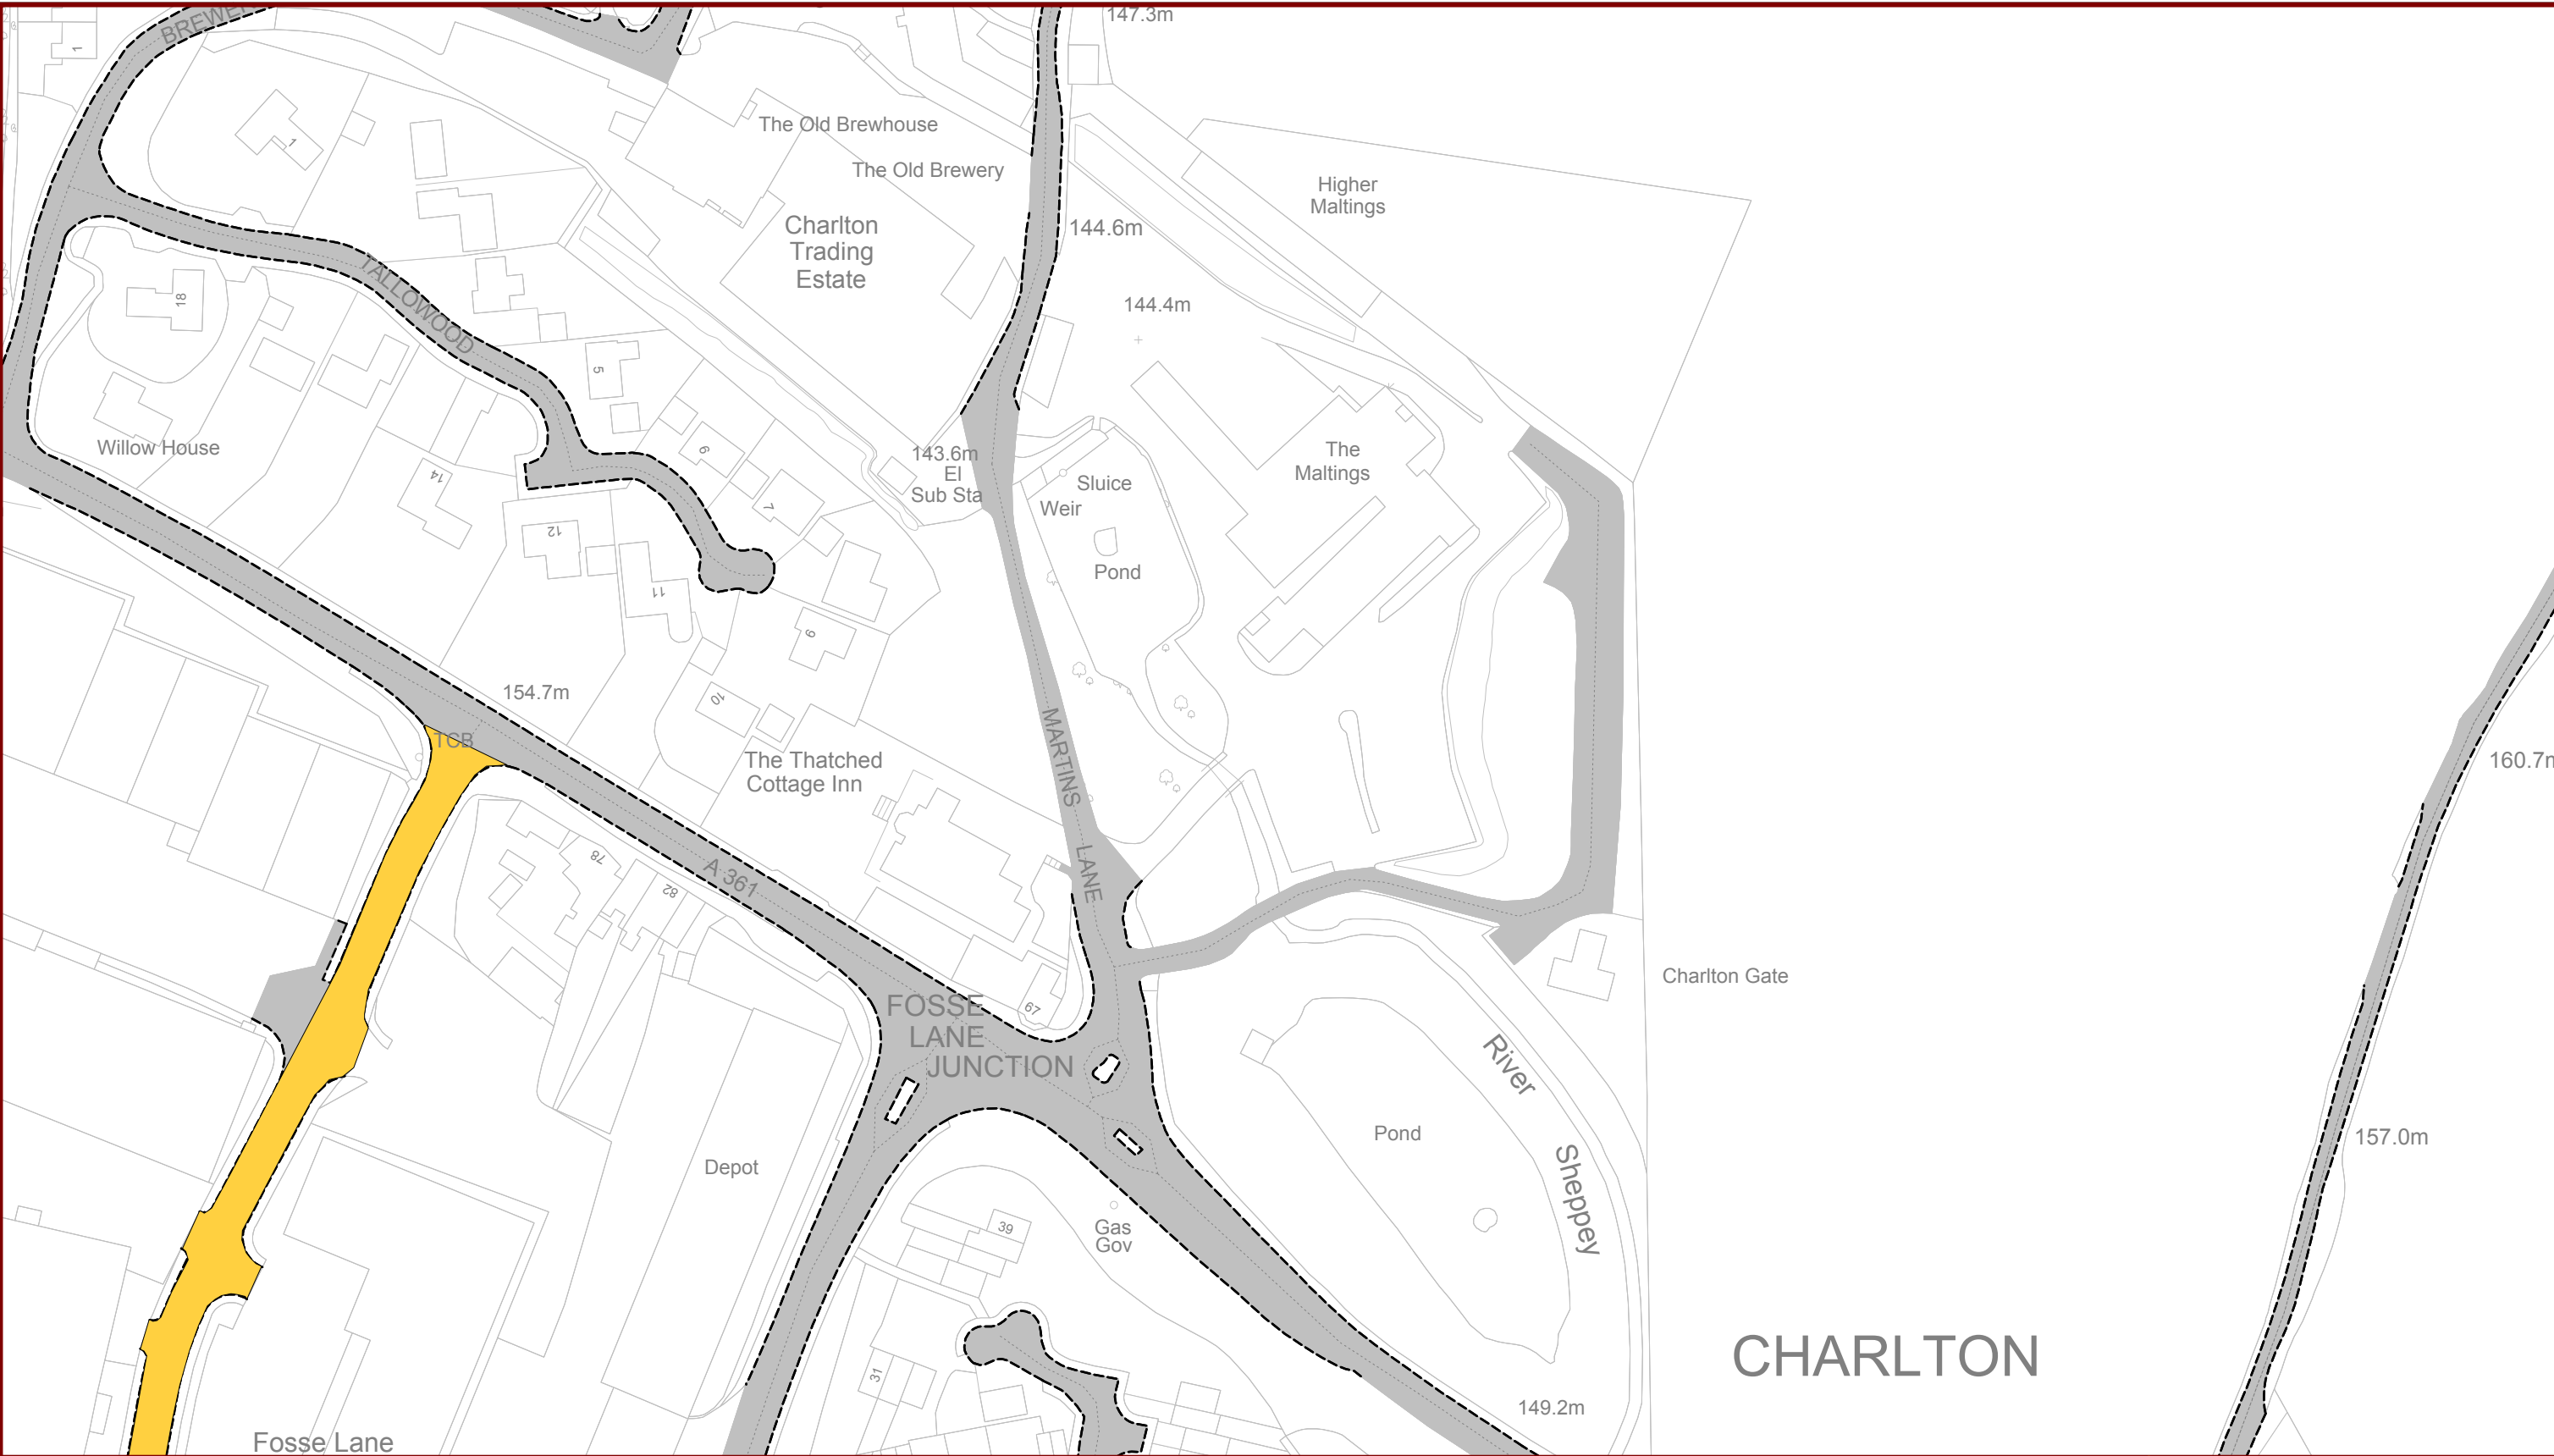 BREWE
147.3m
1
The Old Brewhouse
1
The Old Brewery
Higher
Maltings
Charlton
Trading
Estate
144.6m
TALLOWOOD
18
144.4m
5
Willow House
9
143.6m
El
Sub Sta
The
Maltings
14
Sluice
7
Weir
12
Pond
11
154.7m
10
MARTINS
LANE
TCB
The Thatched
Cottage Inn
160.7m
78
82
A 361
Charlton Gate
FOSSE
LANE
JUNCTION
67
River
Sheppey
Pond
157.0m
Depot
39
Gas
Gov
CHARLTON
31
149.2m
Fosse Lane